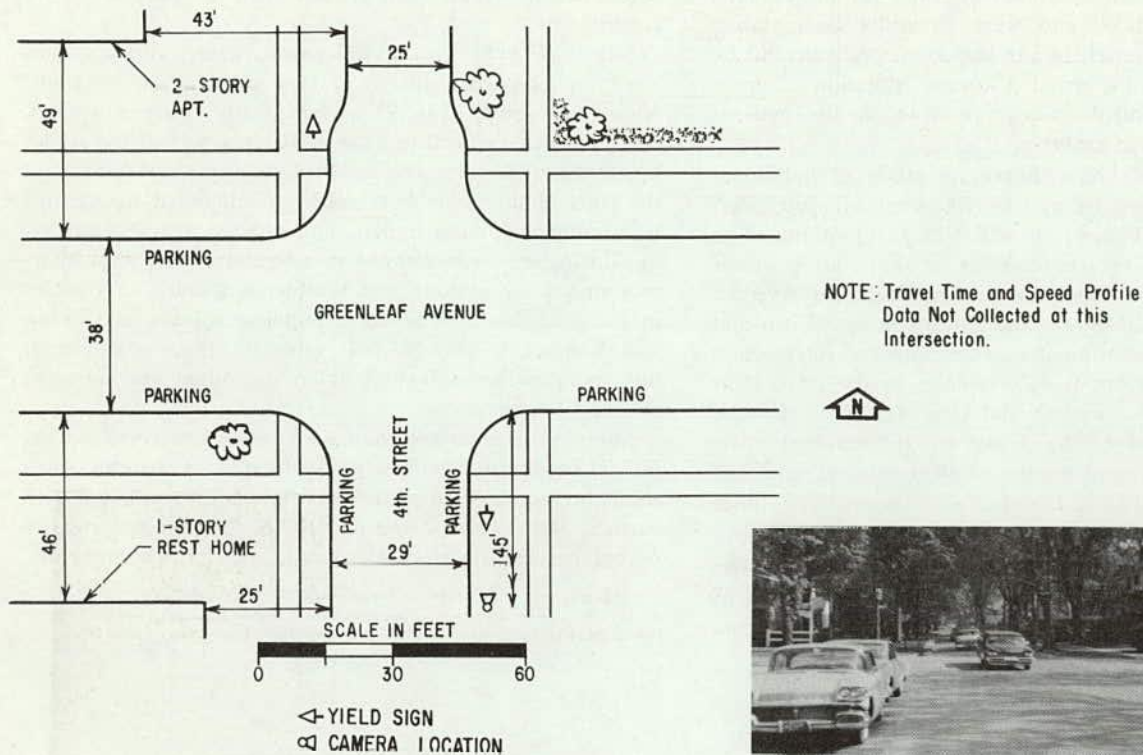 43'
25'
2-STORY
APT.
49'
PARKING
GREENLEAF AVENUE
38'
NOTE: Travel Time and Speed Profile
Data Not Collected at this
Intersection.
N
PARKING
PARKING
PARKING
4th. STREET
PARKING
145'
1-STORY
REST HOME
46'
29'
25'
SCALE IN FEET
0 30 60
YIELD SIGN
CAMERA LOCATION